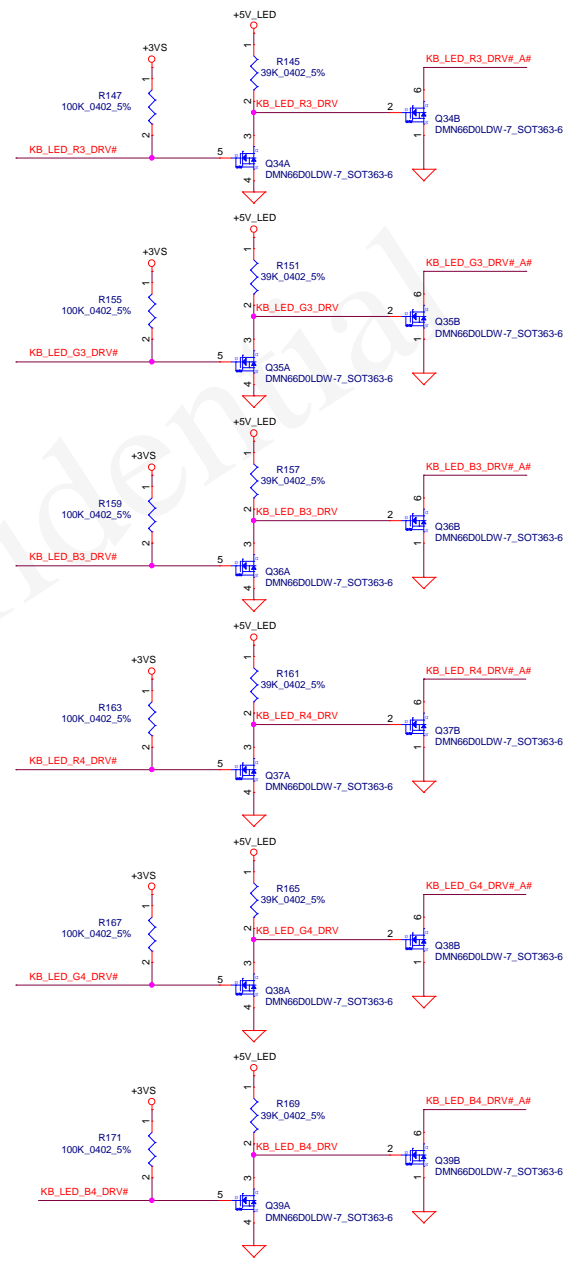 +5V_LED
+3VS
1
R145
39K_0402_5%
KB_LED_R3_DRV#_A#
1
R147
100K_0402_5%
2
KB_LED_R3_DRV
2
6
Q34B
DMN66D0LDW-7_SOT363-6
1
2
3
KB_LED_R3_DRV#
5
Q34A
DMN66D0LDW-7_SOT363-6
4
+5V_LED
+3VS
1
R151
39K_0402_5%
KB_LED_G3_DRV#_A#
1
R155
100K_0402_5%
2
KB_LED_G3_DRV
2
6
Q35B
DMN66D0LDW-7_SOT363-6
1
2
3
KB_LED_G3_DRV#
5
Q35A
DMN66D0LDW-7_SOT363-6
4
+5V_LED
+3VS
1
R157
39K_0402_5%
KB_LED_B3_DRV#_A#
1
R159
100K_0402_5%
2
KB_LED_B3_DRV
2
6
Q36B
DMN66D0LDW-7_SOT363-6
1
2
3
KB_LED_B3_DRV#
5
Q36A
DMN66D0LDW-7_SOT363-6
4
+5V_LED
+3VS
1
R161
39K_0402_5%
KB_LED_R4_DRV#_A#
1
R163
100K_0402_5%
2
KB_LED_R4_DRV
2
6
Q37B
DMN66D0LDW-7_SOT363-6
1
2
3
KB_LED_R4_DRV#
5
Q37A
DMN66D0LDW-7_SOT363-6
4
+5V_LED
+3VS
1
R165
39K_0402_5%
KB_LED_G4_DRV#_A#
1
R167
100K_0402_5%
2
KB_LED_G4_DRV
2
6
Q38B
DMN66D0LDW-7_SOT363-6
1
2
3
KB_LED_G4_DRV#
5
Q38A
DMN66D0LDW-7_SOT363-6
4
+5V_LED
+3VS
1
R169
39K_0402_5%
KB_LED_B4_DRV#_A#
1
R171
100K_0402_5%
2
KB_LED_B4_DRV
2
6
Q39B
DMN66D0LDW-7_SOT363-6
1
2
3
KB_LED_B4_DRV#
5
Q39A
DMN66D0LDW-7_SOT363-6
4
fidential